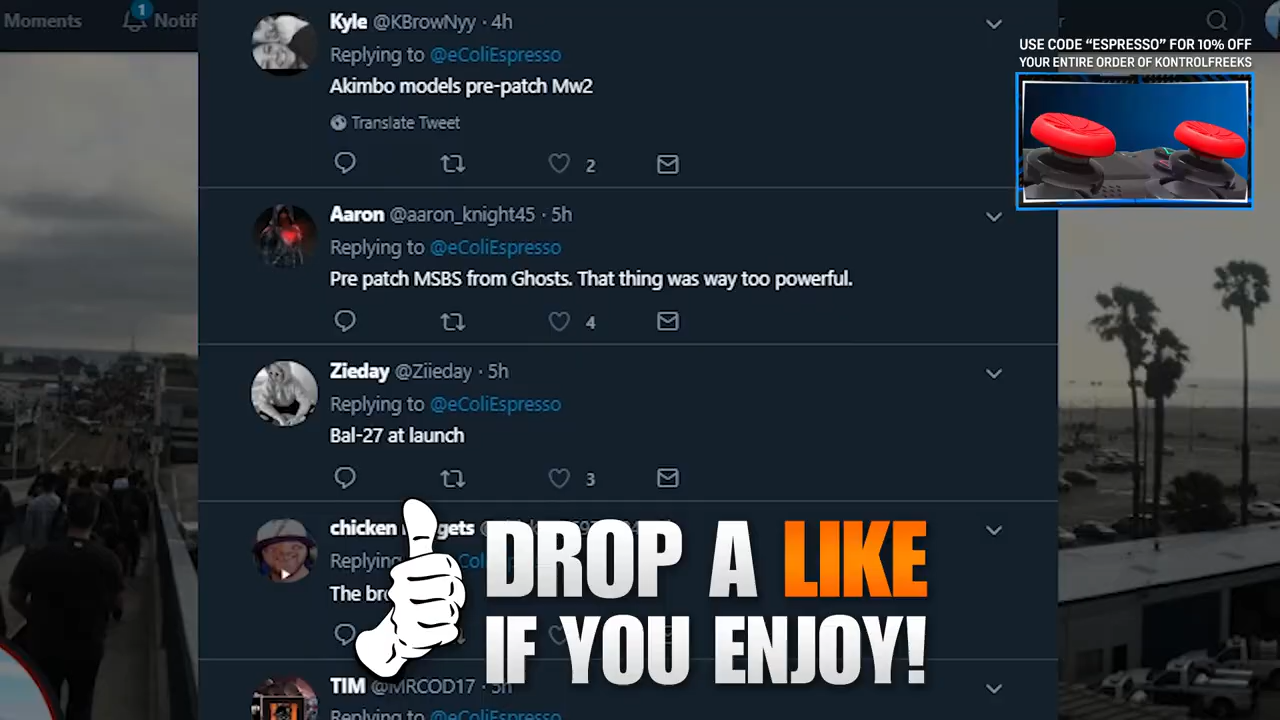 Moments
1
Notif
Kyle @KBrowNyy · 4h
Replying to @eColiEspresso
Akimbo models pre-patch Mw2
Translate Tweet
2
USE CODE “ESPRESSO” FOR 10% OFF
YOUR ENTIRE ORDER OF KONTROLFREEKS
Aaron @aaron_knight45 · 5h
Replying to @eColiEspresso
Pre patch MSBS from Ghosts. That thing was way too powerful.
4
Zieday @Ziieday · 5h
Replying to @eColiEspresso
Bal-27 at launch
3
chicken
Replying
The
DROP A LIKE
IF YOU ENJOY!
TIM @MRCOD17 · 5h
Replying to @eColiEspresso